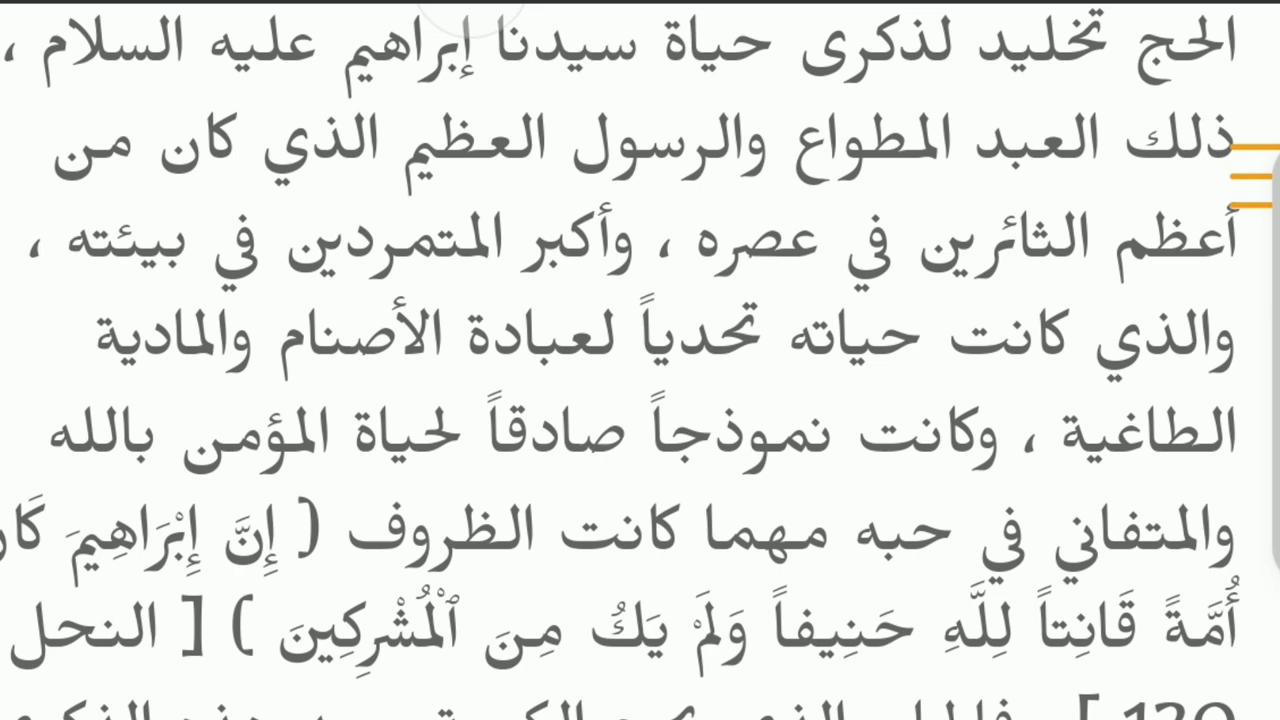 الحج تخليد لذكرى حياة سيدنا إبراهيم عليه السلام ،
ذلك العبد المطواع والرسول العظيم الذي كان من
أعظم الثائرين في عصره ، وأكبر المتمردين في بيئته ،
والذي كانت حياته تحدياً لعبادة الأصنام والمادية
الطاغية ، وكانت نموذجاً صادقاً لحياة المؤمن بالله
والمتفاني في حبه مهما كانت الظروف ( إِنَّ إِبْرَاهِيمَ
أُمَّةً قَانِتاً لِلَّهِ حَنِيفاً وَلَمْ يَكُ مِنَ ٱلْمُشْرِكِينَ ) [ النحل